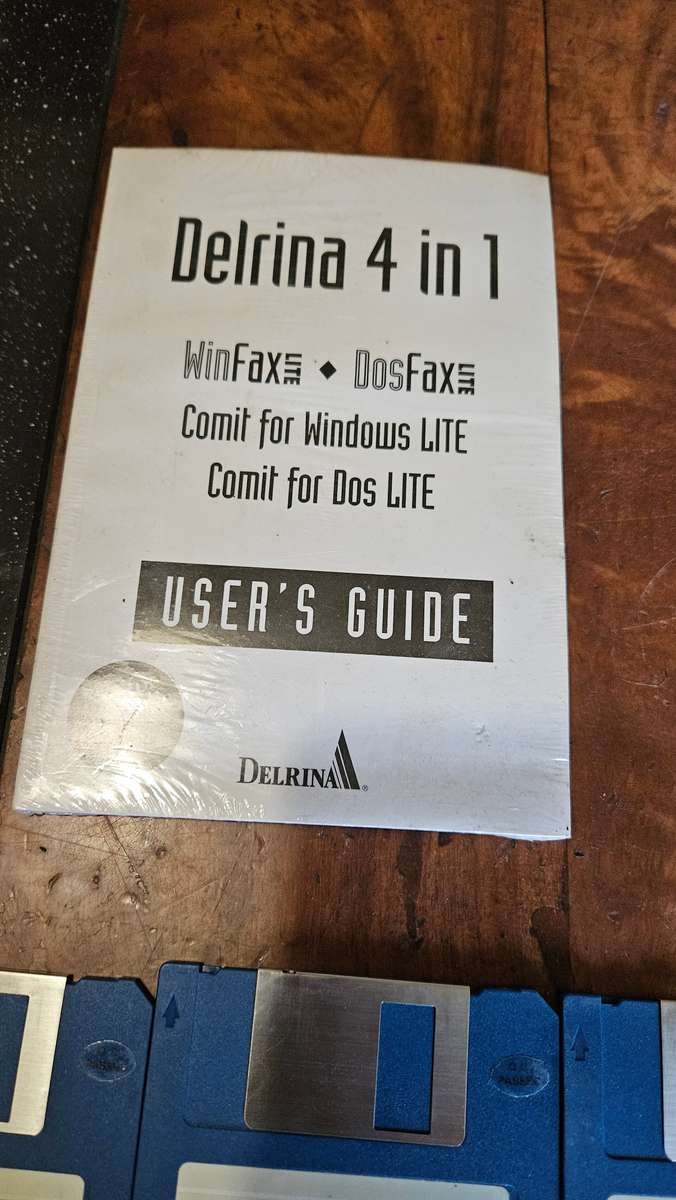 Delrina 4 in 1
WinFax LITE ◆ DosFax LITE
Comit for Windows LITE
Comit for Dos LITE
USER'S GUIDE
DELRINA®
PASSED